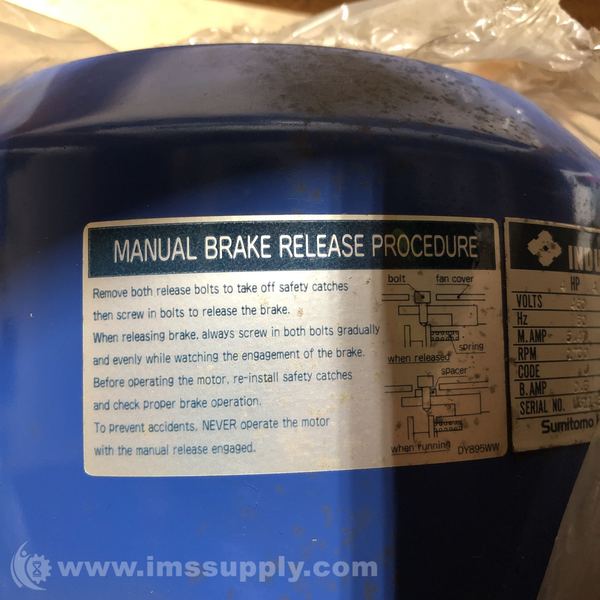 MANUAL BRAKE RELEASE PROCEDURE
Remove both release bolts to take off safety catches
then screw in bolts to release the brake.
When releasing brake, always screw in both bolts gradually
and evenly while watching the engagement of the brake.
Before operating the motor, re-install safety catches
and check proper brake operation.
To prevent accidents, NEVER operate the motor
with the manual release engaged.
bolt
fan cover
spring
when released
spacer
when running
DY895WW
HP
VOLTS
Hz
M. AMP
RPM
CODE
B. AMP
SERIAL NO.
Sumitomo
www.imssupply.com